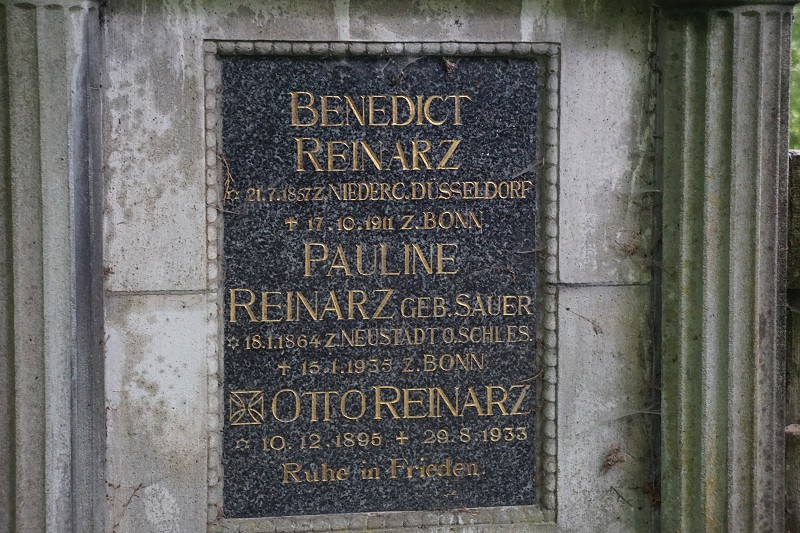 BENEDICT
REINARZ
☆ 21.7.1857 Z. NIEDERC. DÜSSELDORF
✝ 17.10.1911 Z. BONN
PAULINE
REINARZ GEB. SAUER
☆ 18.1.1864 Z. NEUSTADT O. SCHLES.
✝ 15.1.1935 Z. BONN
OTTO REINARZ
☆ 10.12.1895 ✝ 29.8.1933
Ruhe in Frieden